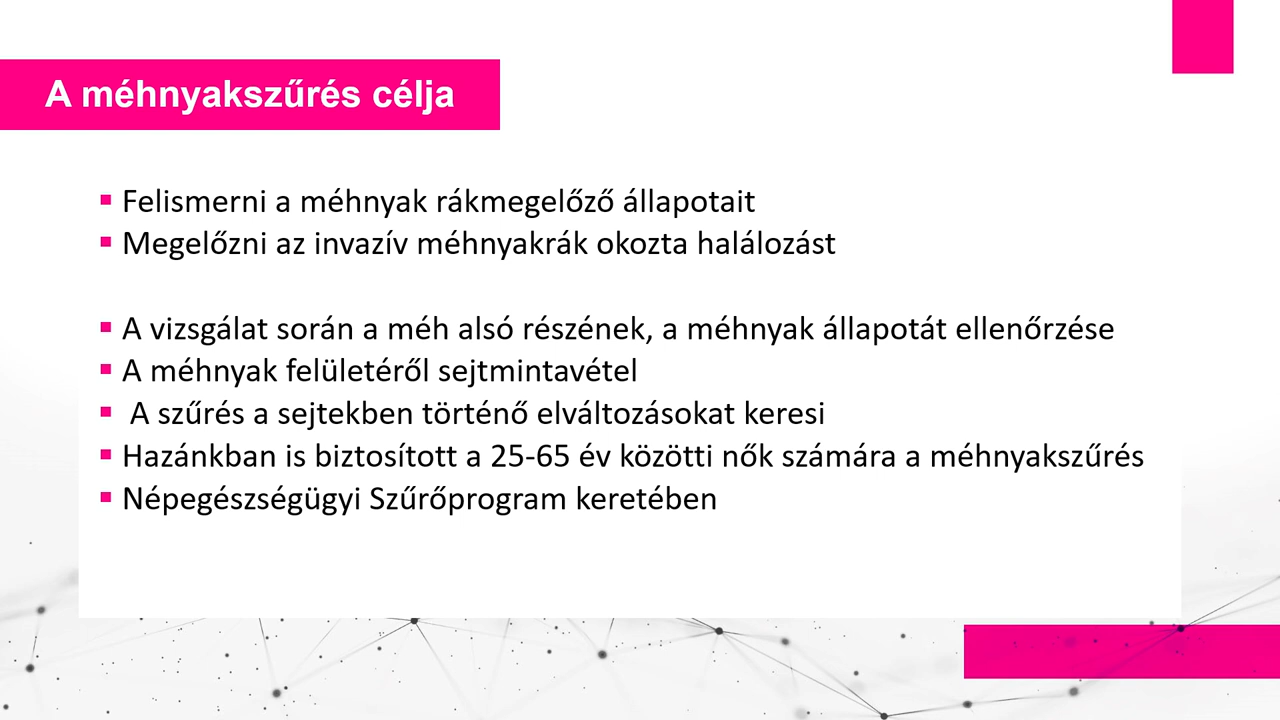 A méhnyakszűrés célja
Felismerni a méhnyak rákmegelőző állapotait
Megelőzni az invazív méhnyakrák okozta halálozást
A vizsgálat során a méh alsó részének, a méhnyak állapotát ellenőrzése
A méhnyak felületéről sejtmintavétel
A szűrés a sejtekben történő elváltozásokat keresi
Hazánkban is biztosított a 25-65 év közötti nők számára a méhnyakszűrés
Népegészségügyi Szűrőprogram keretében